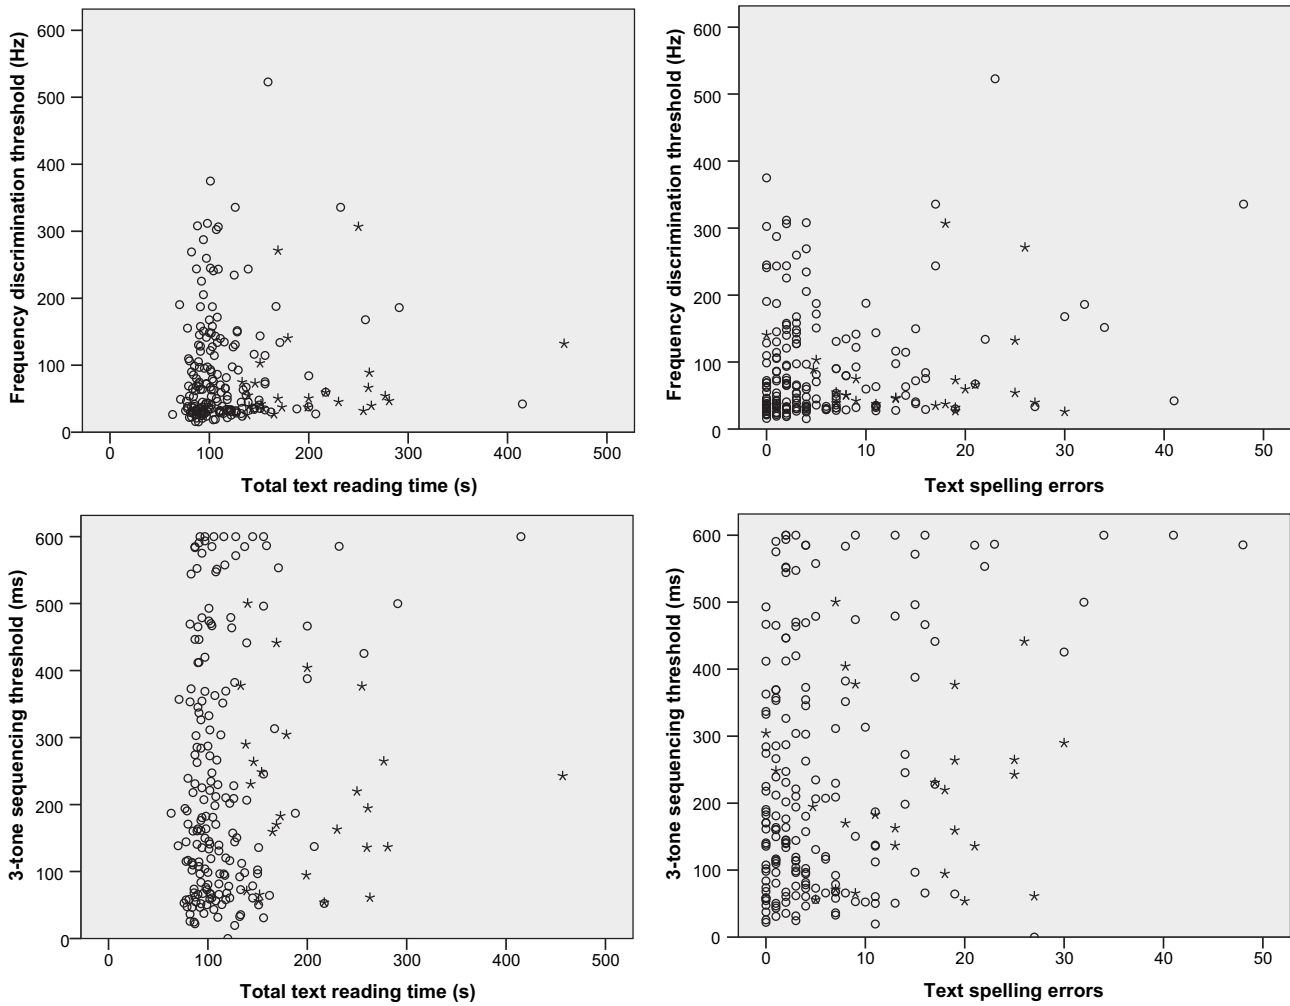 Frequency discrimination threshold (Hz)
600
500
400
300
200
100
0
0 100 200 300 400 500
Total text reading time (s)
Frequency discrimination threshold (Hz)
600
500
400
300
200
100
0
0 10 20 30 40 50
Text spelling errors
3-tone sequencing threshold (ms)
600
500
400
300
200
100
0
0 100 200 300 400 500
Total text reading time (s)
3-tone sequencing threshold (ms)
600
500
400
300
200
100
0
0 10 20 30 40 50
Text spelling errors